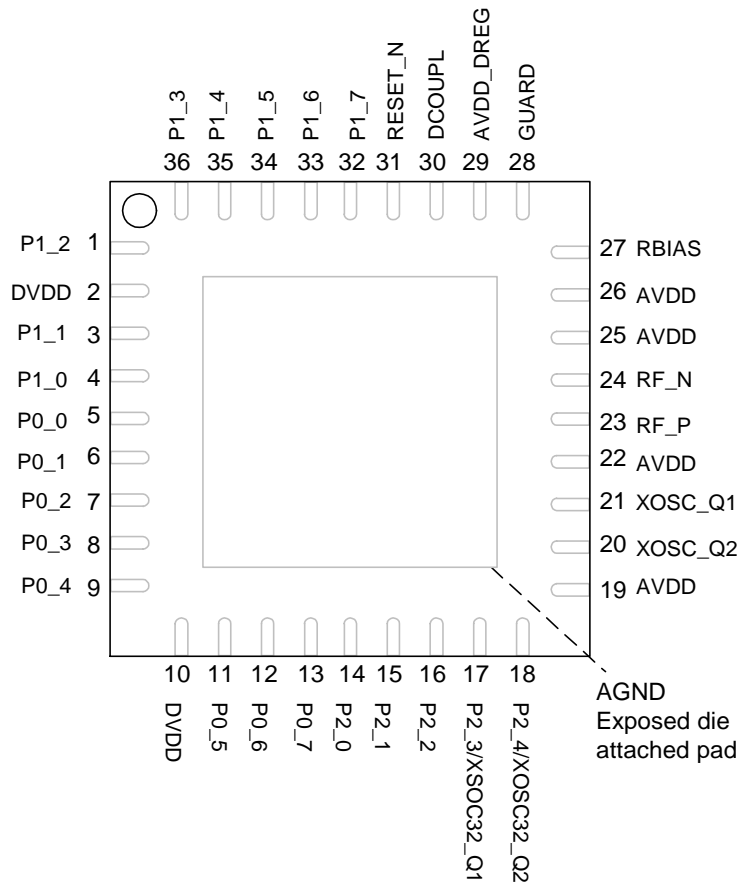 P1_3
P1_4
P1_5
P1_6
P1_7
RESET_N
DCOUPL
AVDD_DREG
GUARD
36 35 34 33 32 31 30 29 28
P1_2 1
DVDD 2
P1_1 3
P1_0 4
P0_0 5
P0_1 6
P0_2 7
P0_3 8
P0_4 9
27 RBIAS
26 AVDD
25 AVDD
24 RF_N
23 RF_P
22 AVDD
21 XOSC_Q1
20 XOSC_Q2
19 AVDD
10 11 12 13 14 15 16 17 18
DVDD
P0_5
P0_6
P0_7
P2_0
P2_1
P2_2
P2_3/XSOC32_Q1
P2_4/XOSC32_Q2
AGND
Exposed die
attached pad